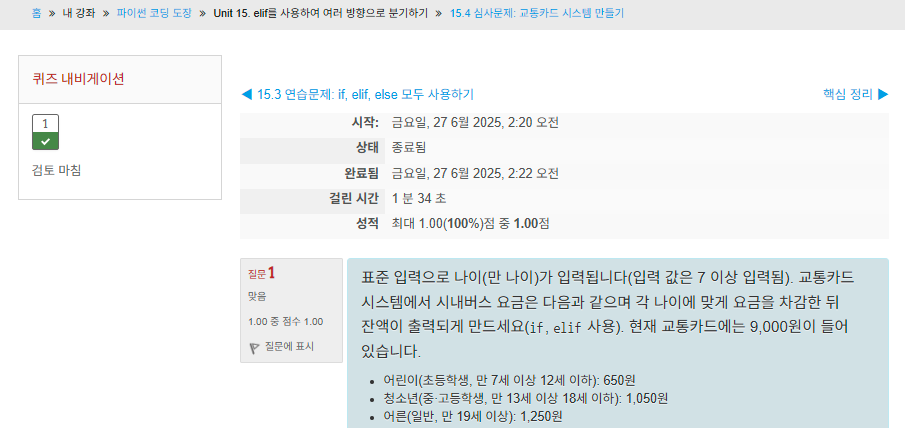 홈 » 내 강좌 » 파이썬 코딩 도장 » Unit 15. elif를 사용하여 여러 방향으로 분기하기 » 15.4 심사문제: 교통카드 시스템 만들기
퀴즈 내비게이션
1
검토 마침
◀ 15.3 연습문제: if, elif, else 모두 사용하기
핵심 정리 ▶
시작: 금요일, 27 6월 2025, 2:20 오전
상태 종료됨
완료됨 금요일, 27 6월 2025, 2:22 오전
걸린 시간 1 분 34 초
성적 최대 1.00(100%)점 중 1.00점
질문 1
맞음
1.00 중 점수 1.00
질문에 표시
표준 입력으로 나이(만 나이)가 입력됩니다(입력 값은 7 이상 입력됨). 교통카드
시스템에서 시내버스 요금은 다음과 같으며 각 나이에 맞게 요금을 차감한 뒤
잔액이 출력되게 만드세요(if, elif 사용). 현재 교통카드에는 9,000원이 들어
있습니다.
• 어린이(초등학생, 만 7세 이상 12세 이하): 650원
• 청소년(중∙고등학생, 만 13세 이상 18세 이하): 1,050원
• 어른(일반, 만 19세 이상): 1,250원